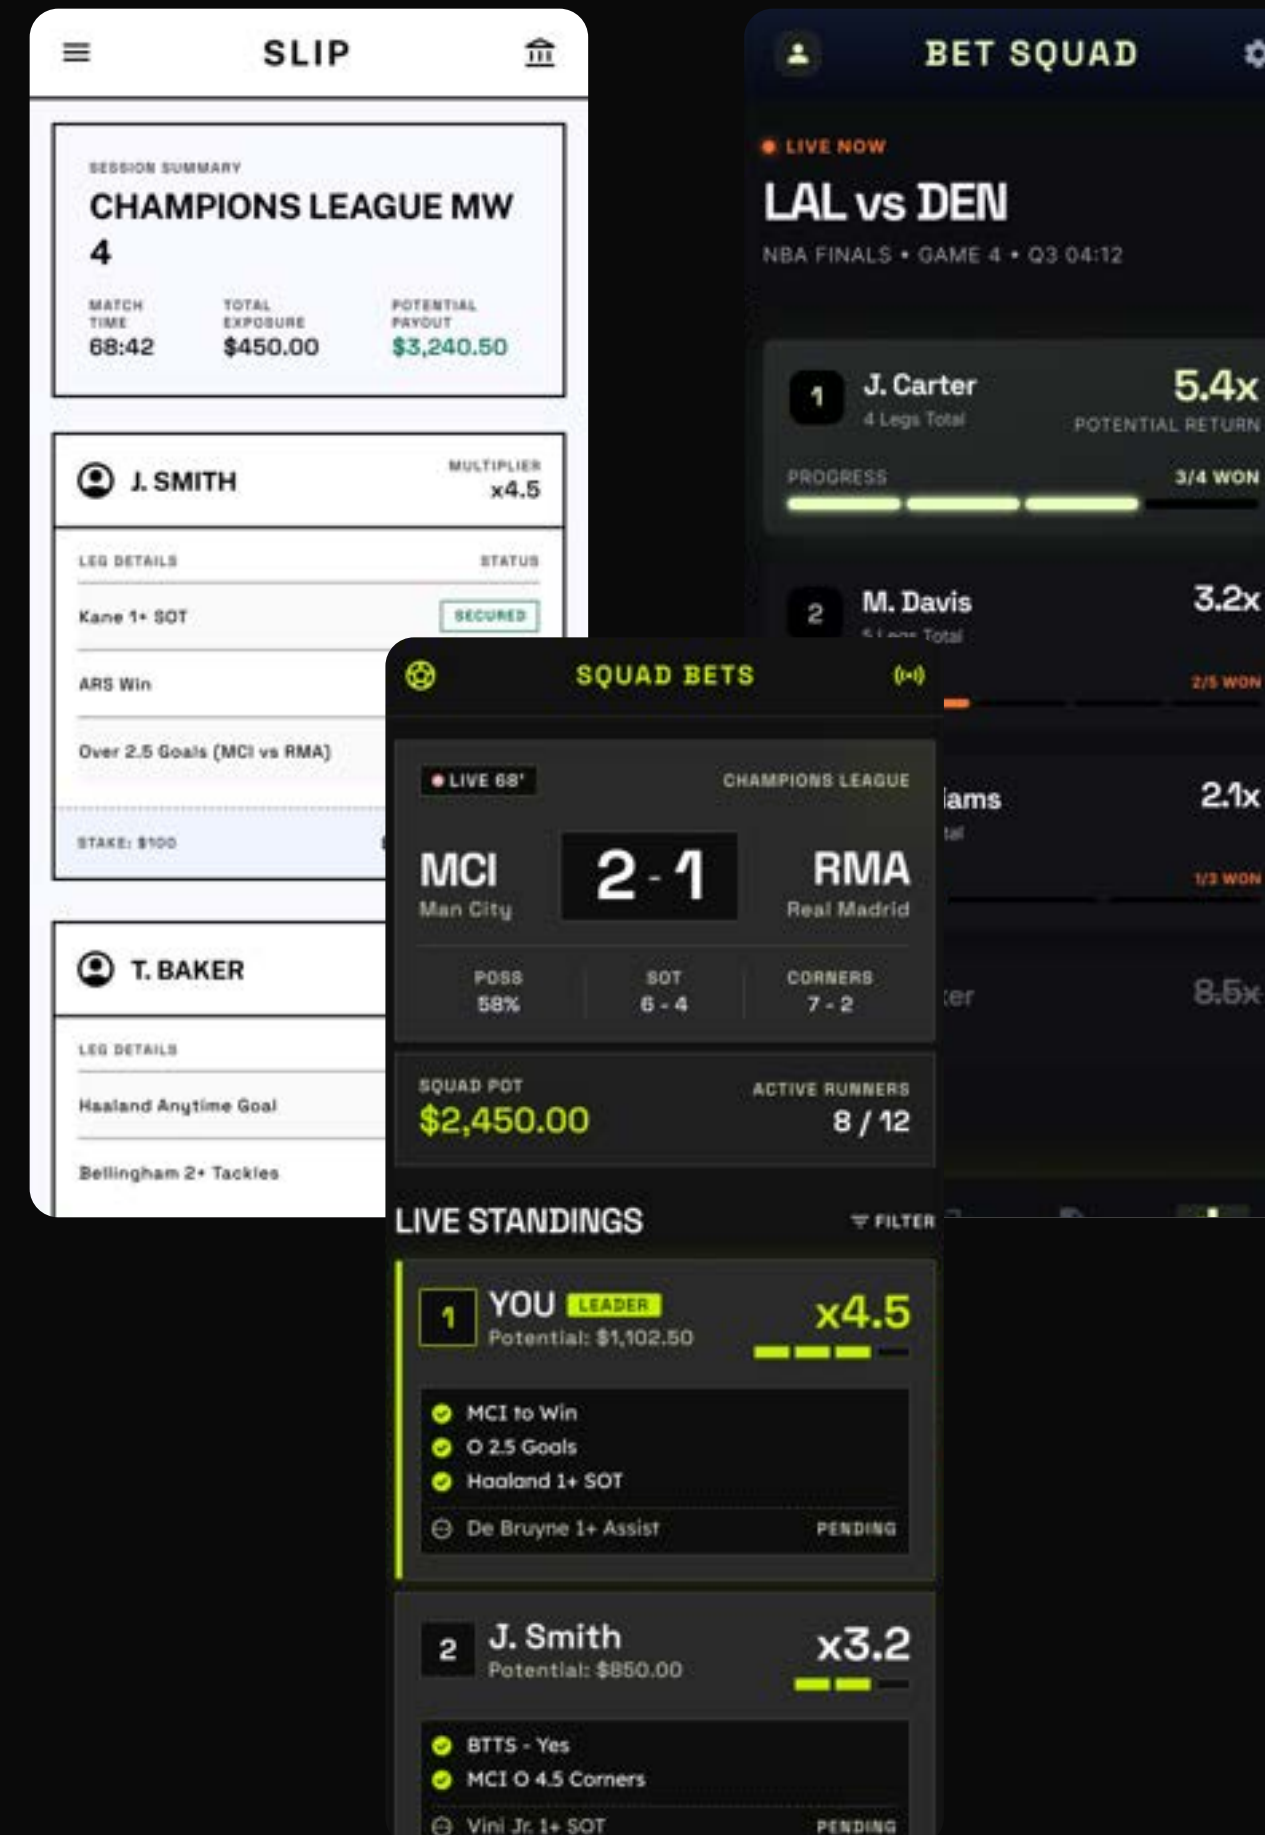 SLIP
SESSION SUMMARY
CHAMPIONS LEAGUE MW
4
MATCH TIME
68:42
TOTAL EXPOSURE
$450.00
POTENTIAL PAYOUT
$3,240.50
J. SMITH
MULTIPLIER
x4.5
LEG DETAILS
STATUS
Kane 1+ SOT
SECURED
ARS Win
Over 2.5 Goals (MCI vs RMA)
STAKE: $100
T. BAKER
LEG DETAILS
Haaland Anytime Goal
Bellingham 2+ Tackles
BET SQUAD
LIVE NOW
LAL vs DEN
NBA FINALS • GAME 4 • Q3 04:12
1
J. Carter
4 Legs Total
5.4x
POTENTIAL RETURN
PROGRESS
3/4 WON
2
M. Davis
5 Legs Total
3.2x
2/5 WON
2.1x
1/3 WON
8.5x
SQUAD BETS
LIVE 68'
CHAMPIONS LEAGUE
MCI
Man City
2 - 1
RMA
Real Madrid
POSS
58%
SOT
6 - 4
CORNERS
7 - 2
SQUAD POT
$2,450.00
ACTIVE RUNNERS
8 / 12
LIVE STANDINGS
FILTER
1
YOU LEADER
Potential: $1,102.50
x4.5
MCI to Win
O 2.5 Goals
Haaland 1+ SOT
De Bruyne 1+ Assist
PENDING
2
J. Smith
Potential: $850.00
x3.2
BTTS - Yes
MCI O 4.5 Corners
Vini Jr. 1+ SOT
PENDING